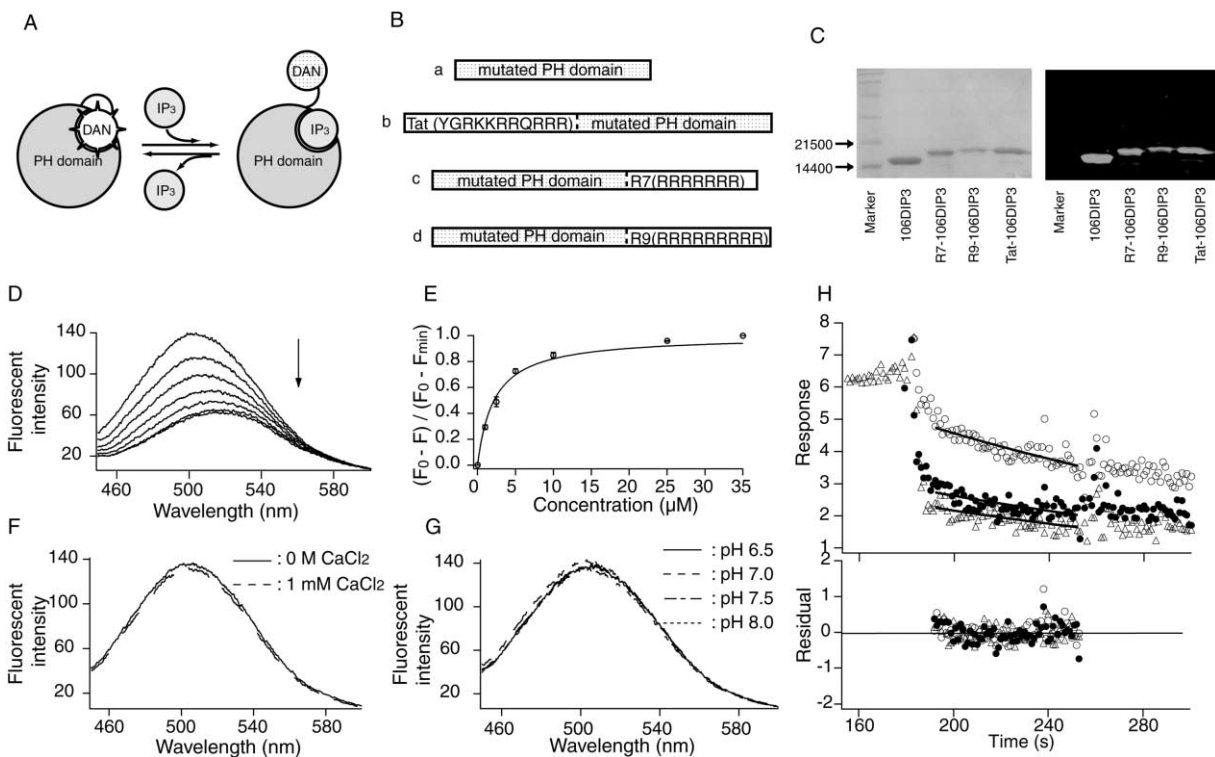 A
DAN
PH domain
IP3
IP3
DAN
IP3
PH domain
B
a mutated PH domain
b Tat (YGRKKRRQRRR) mutated PH domain
c mutated PH domain R7(RRRRRRR)
d mutated PH domain R9(RRRRRRRRR)
C
21500
14400
Marker
106DIP3
R7-106DIP3
R9-106DIP3
Tat-106DIP3
Marker
106DIP3
R7-106DIP3
R9-106DIP3
Tat-106DIP3
D
Fluorescent intensity
140
100
60
20
460 500 540 580
Wavelength (nm)
E
(F0 - F) / (F0 - Fmin)
1.0
0.8
0.6
0.4
0.2
0.0
0 5 10 15 20 25 30 35
Concentration (µM)
F
Fluorescent intensity
140
100
60
20
: 0 M CaCl2
: 1 mM CaCl2
460 500 540 580
Wavelength (nm)
G
Fluorescent intensity
140
100
60
20
: pH 6.5
: pH 7.0
: pH 7.5
: pH 8.0
460 500 540 580
Wavelength (nm)
H
Response
8
7
6
5
4
3
2
1
Residual
2
1
0
-1
-2
160 200 240 280
Time (s)